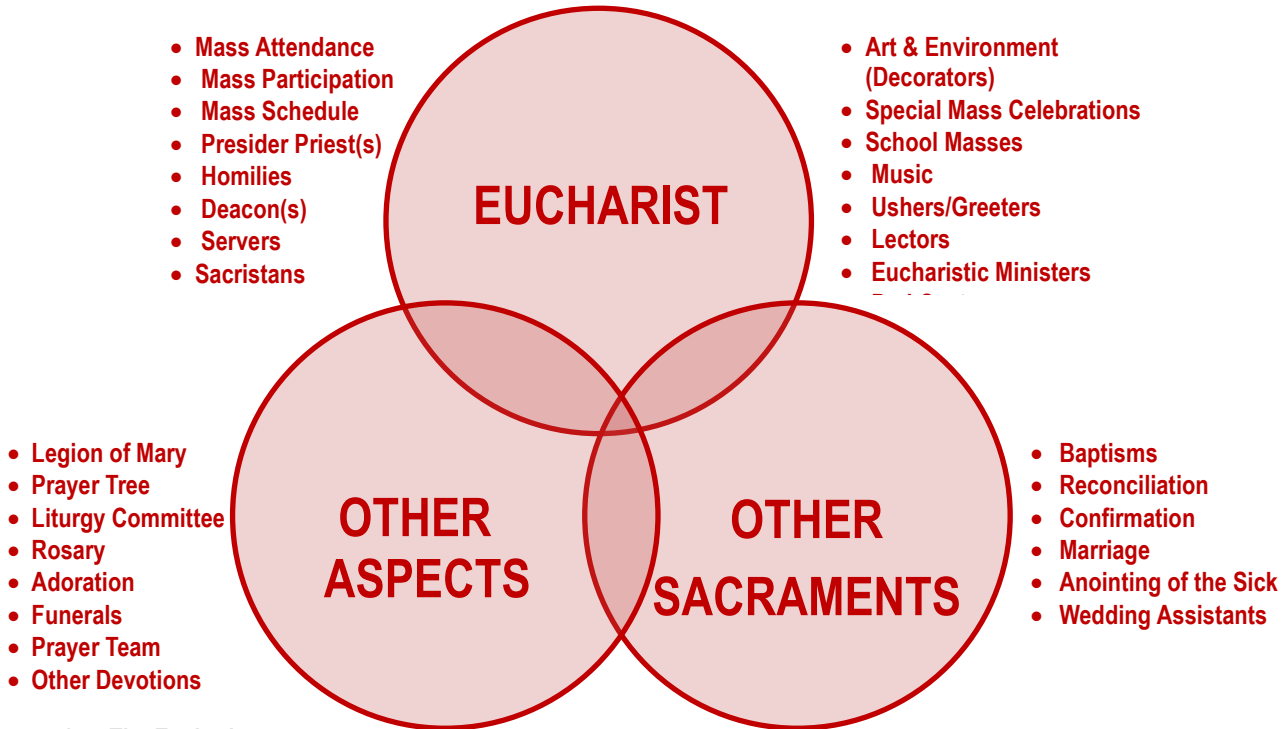 • Mass Attendance
• Mass Participation
• Mass Schedule
• Presider Priest(s)
• Homilies
• Deacon(s)
• Servers
• Sacristans
• Art & Environment
(Decorators)
• Special Mass Celebrations
• School Masses
• Music
• Ushers/Greeters
• Lectors
• Eucharistic Ministers
EUCHARIST
• Legion of Mary
• Prayer Tree
• Liturgy Committee
• Rosary
• Adoration
• Funerals
• Prayer Team
• Other Devotions
OTHER
ASPECTS
OTHER
SACRAMENTS
• Baptisms
• Reconciliation
• Confirmation
• Marriage
• Anointing of the Sick
• Wedding Assistants